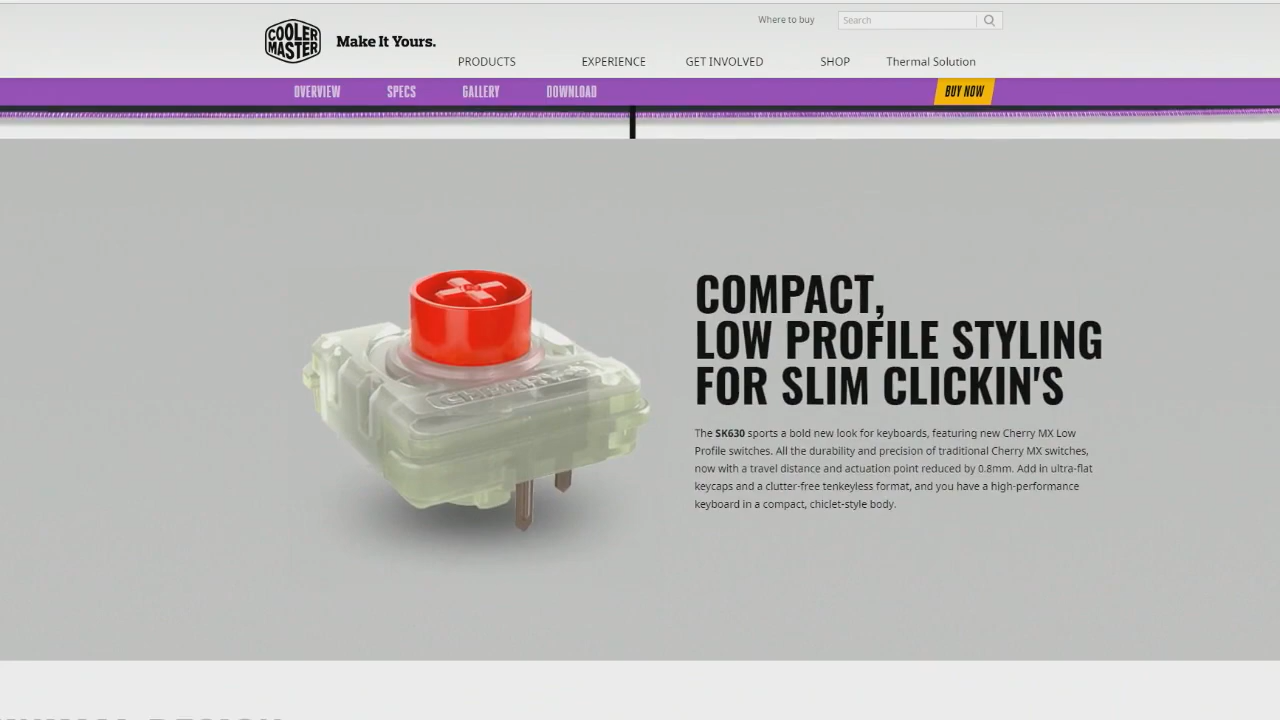 Where to buy
Search
COOLER
MASTER
Make It Yours.
PRODUCTS EXPERIENCE GET INVOLVED SHOP Thermal Solution
OVERVIEW SPECS GALLERY DOWNLOAD BUY NOW
COMPACT,
LOW PROFILE STYLING
FOR SLIM CLICKIN'S
The SK630 sports a bold new look for keyboards, featuring new Cherry MX Low
Profile switches. All the durability and precision of traditional Cherry MX switches,
now with a travel distance and actuation point reduced by 0.8mm. Add in ultra-flat
keycaps and a clutter-free tenkeyless format, and you have a high-performance
keyboard in a compact, chiclet-style body.